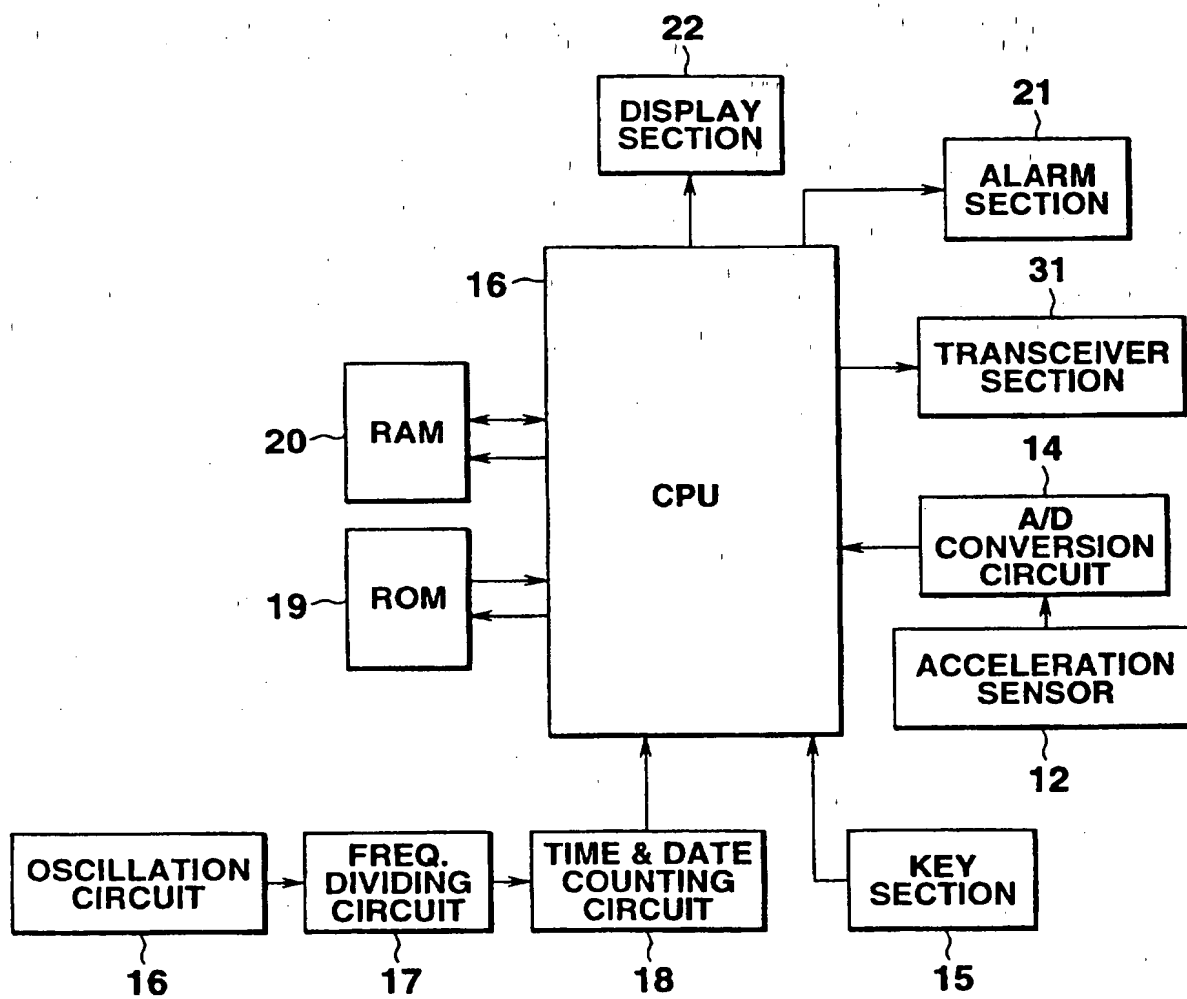 22
DISPLAY
SECTION
21
ALARM
SECTION
16
31
TRANSCEIVER
SECTION
20
RAM
CPU
14
A/D
CONVERSION
CIRCUIT
19
ROM
ACCELERATION
SENSOR
12
OSCILLATION
CIRCUIT
16
FREQ.
DIVIDING
CIRCUIT
17
TIME & DATE
COUNTING
CIRCUIT
18
KEY
SECTION
15